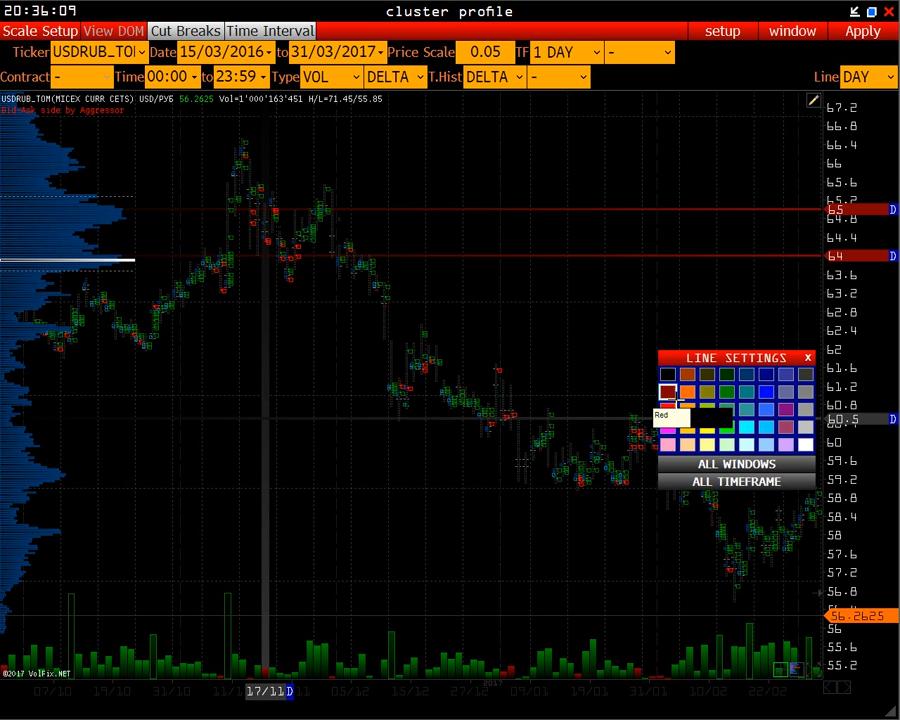 20:36:09 cluster profile
Scale Setup View DOM Cut Breaks Time Interval setup window Apply
Ticker USDRUB_TO Date 15/03/2016 to 31/03/2017 Price Scale 0.05 TF 1 DAY -
Contract - Time 00:00 to 23:59 Type VOL DELTA T.Hist DELTA - Line DAY
USDRUB_TOM(MICEX CURR CETS) USD/РУБ 56.2625 Vol=1'000'163'451 H/L=71.45/55.85
Bid-Ask side by Aggressor
67.2
66.8
66.4
66
65.6
65.2
65 D
64.8
64.4
64 D
63.6
63.2
62.8
62.4
62
LINE SETTINGS x
61.6
61.2
60.8
Red
60.5 D
60
59.6
ALL WINDOWS
59.2
ALL TIMEFRAME
58.8
58.4
58
57.6
57.2
56.8
56.2625
56
55.6
55.2
©2017 VolFix.NET
2017
07/10 19/10 31/10 11/1 17/11 D 11 05/12 15/12 27/12 09/01 19/01 31/01 10/02 22/02